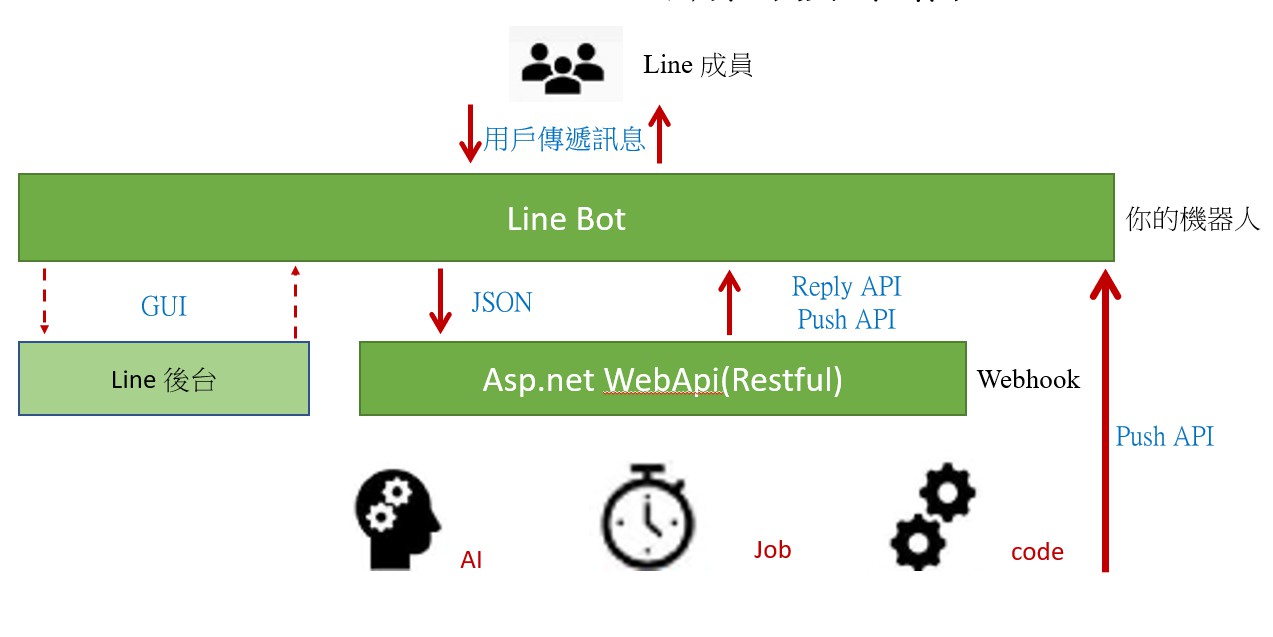 Line 成員
用戶傳遞訊息
Line Bot
你的機器人
GUI
JSON
Reply API
Push API
Line 後台
Asp.net WebApi(Restful)
Webhook
Push API
AI
Job
code